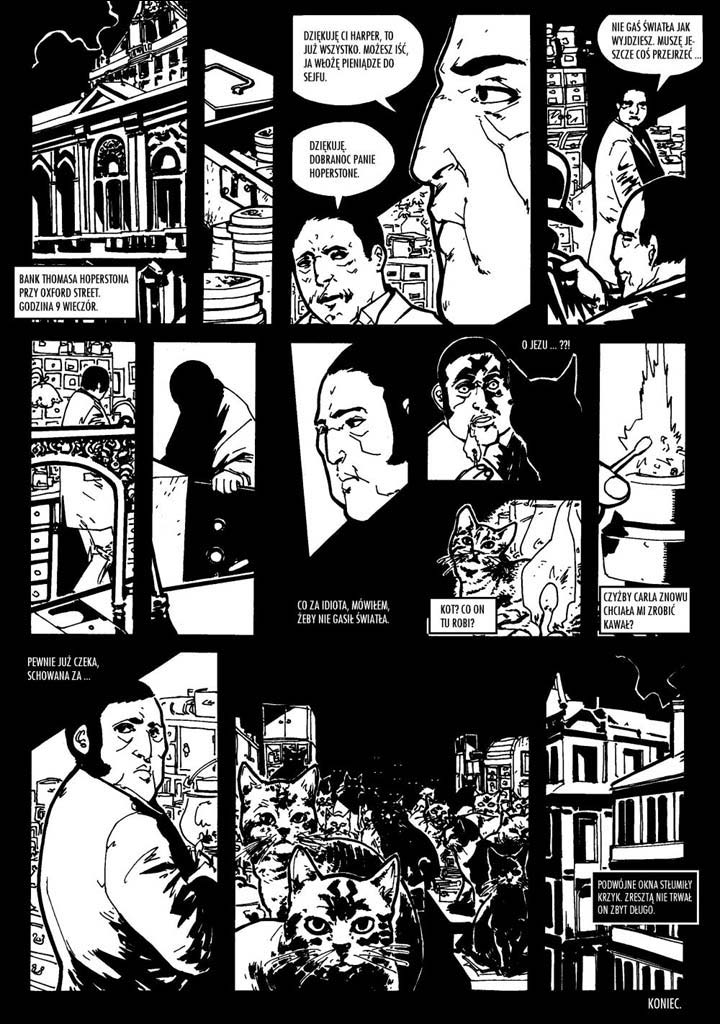 DZIĘKUJĘ CI HARPER, TO
JUŻ WSZYSTKO. MOŻESZ IŚĆ,
JA WŁOŻĘ PIENIĄDZE DO
SEJFU.
DZIĘKUJĘ.
DOBRANOC PANIE
HOPERSTONE.
NIE GAŚ ŚWIATŁA JAK
WYJDZIESZ. MUSZĘ JE-
SZCZE COŚ PRZEJRZEĆ ...
BANK THOMASA HOPERSTONA
PRZY OXFORD STREET.
GODZINA 9 WIECZÓR.
O JEZU ... ??!
CO ZA IDIOTA, MÓWIŁEM,
ŻEBY NIE GASIŁ ŚWIATŁA.
KOT? CO ON
TU ROBI?
CZYŻBY CARLA ZNOWU
CHCIAŁA MI ZROBIĆ
KAWAŁ?
PEWNIE JUŻ CZEKA,
SCHOWANA ZA ...
PODWÓJNE OKNA STŁUMIŁY
KRZYK. ZRESZTĄ NIE TRWAŁ
ON ZBYT DŁUGO.
KONIEC.